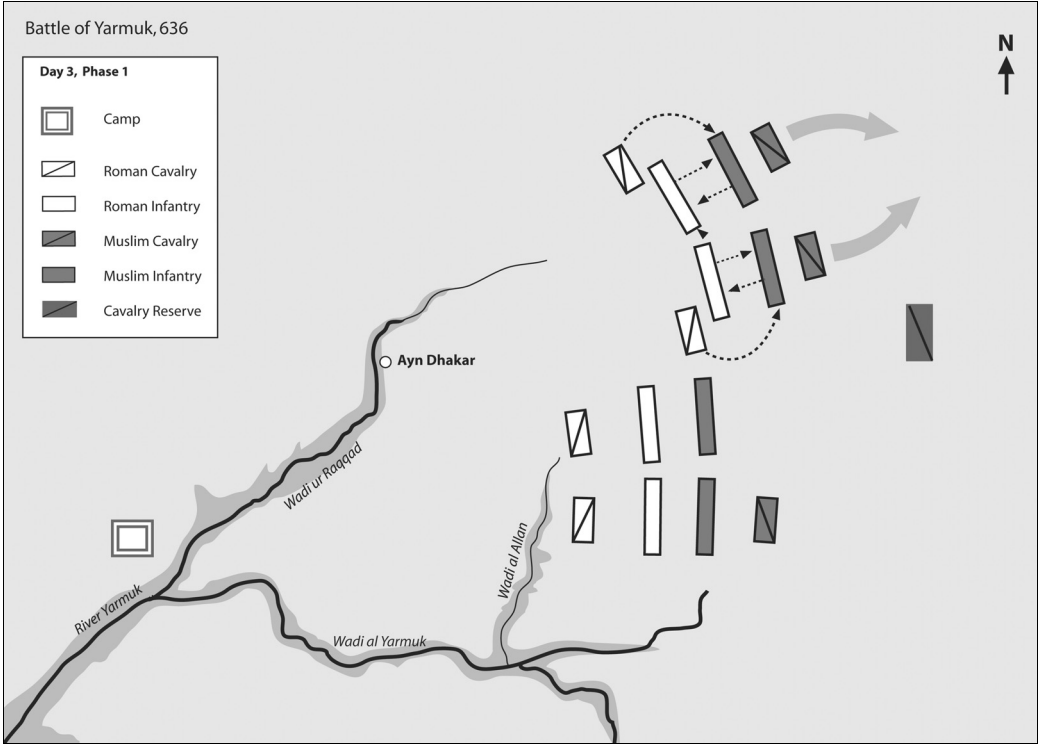 Battle of Yarmuk, 636
N
Day 3, Phase 1
Camp
Roman Cavalry
Roman Infantry
Muslim Cavalry
Muslim Infantry
Cavalry Reserve
Ayn Dhakar
Wadi ur Raqqad
Wadi al Allan
River Yarmuk
Wadi al Yarmuk